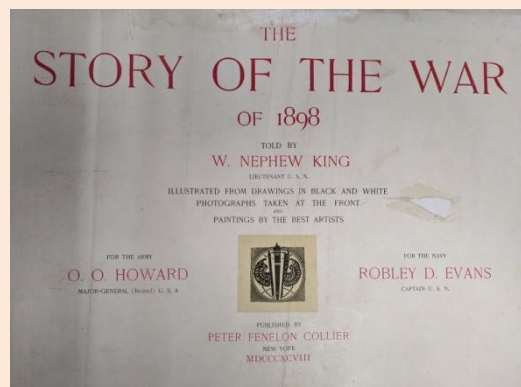 THE
STORY OF THE WAR
OF 1898
TOLD BY
W. NEPHEW KING
LIEUTENANT U. S. N.
ILLUSTRATED FROM DRAWINGS IN BLACK AND WHITE
PHOTOGRAPHS TAKEN AT THE FRONT
AND
PAINTINGS BY THE BEST ARTISTS
FOR THE ARMY
O. O. HOWARD
MAJOR-GENERAL (Retired) U. S. A.
FOR THE NAVY
ROBLEY D. EVANS
CAPTAIN U. S. N.
PUBLISHED BY
PETER FENELON COLLIER
NEW YORK
MDCCCXCVIII